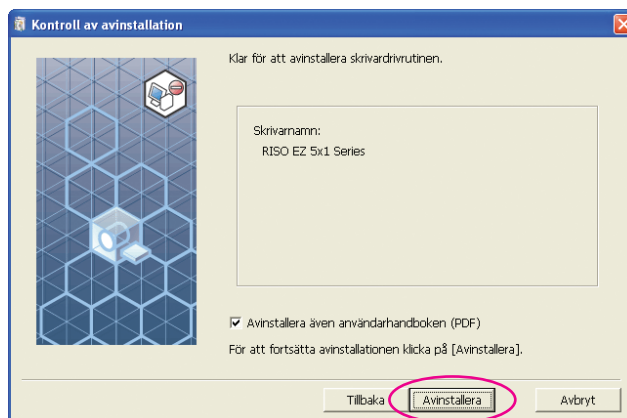 Kontroll av avinstallation
Klar för att avinstallera skrivardrivrutinen.
Skrivarnamn:
RISO EZ 5x1 Series
Avinstallera även användarhandboken (PDF)
För att fortsätta avinstallationen klicka på [Avinstallera].
Tillbaka
Avinstallera
Avbryt